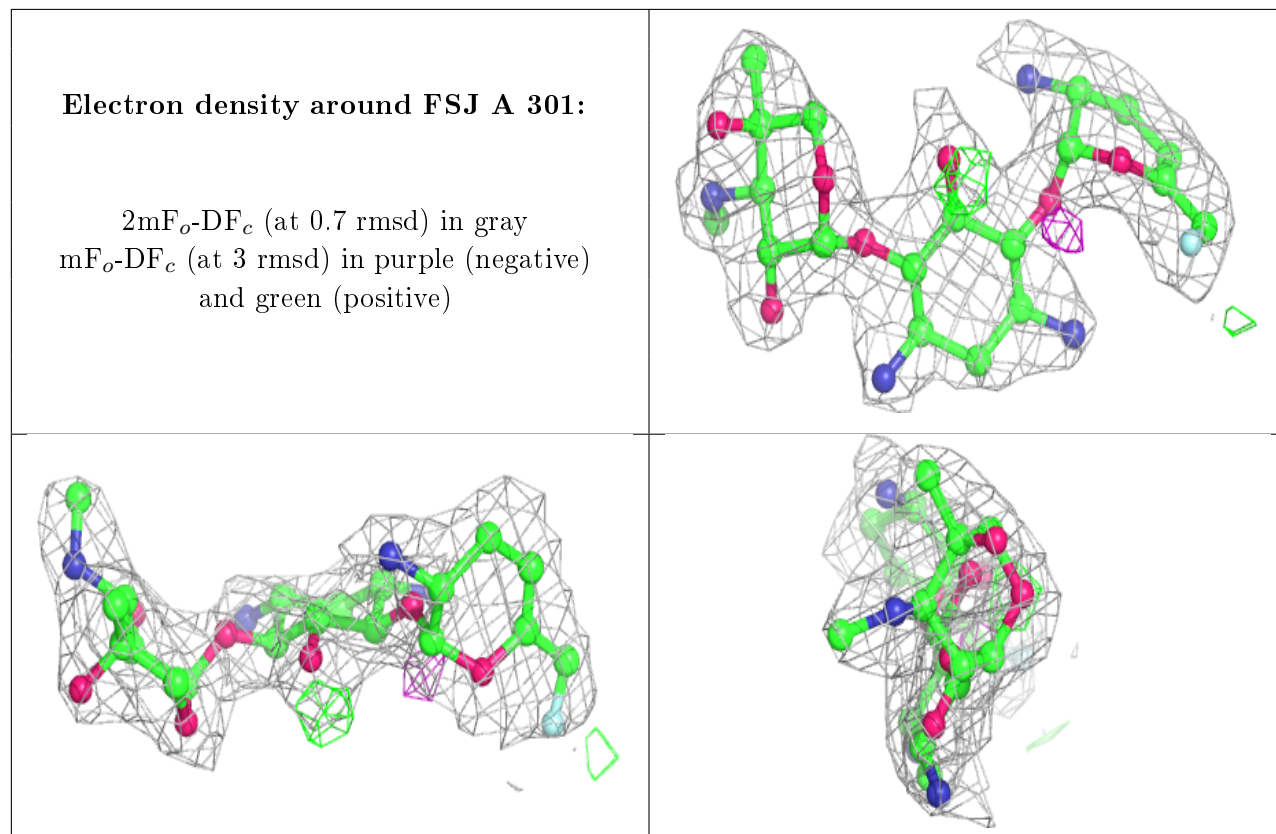 Electron density around FSJ A 301:
2mFo-DFc (at 0.7 rmsd) in gray
mFo-DFc (at 3 rmsd) in purple (negative)
and green (positive)